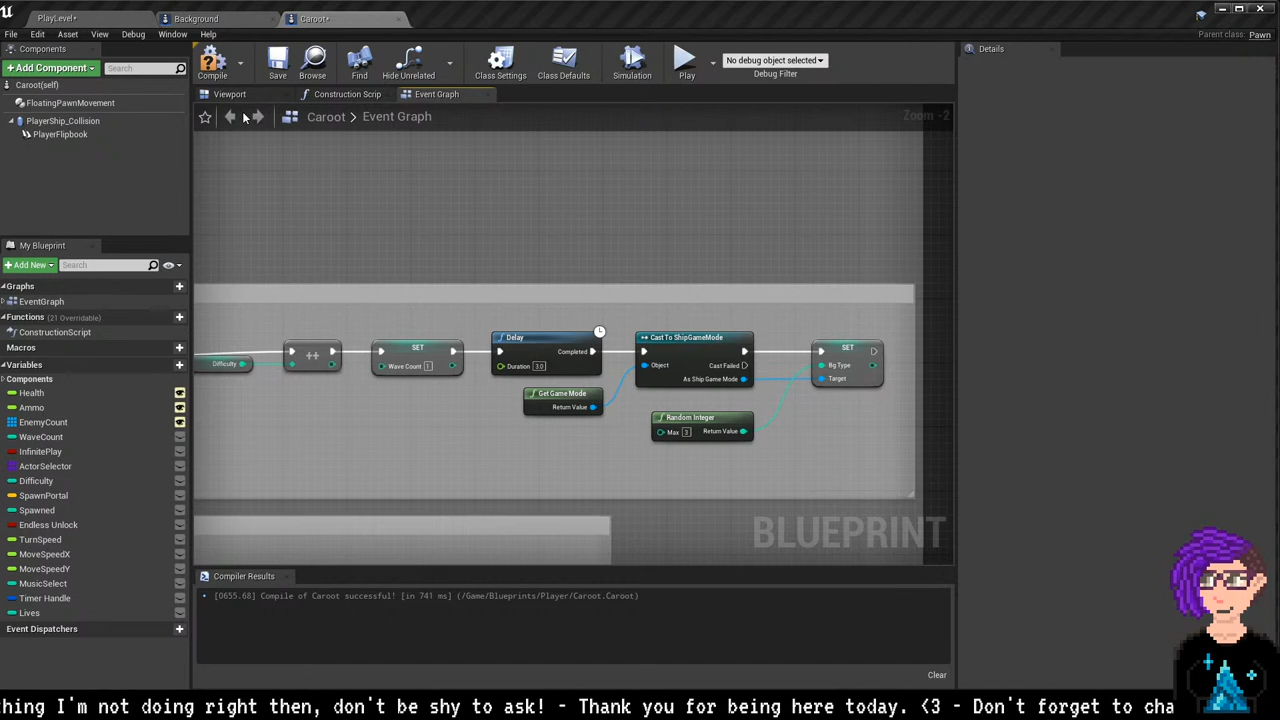 PlayLevel*
Background
Caroot*
File Edit Asset View Debug Window Help
Parent class: Pawn
Components
Details
+Add Component
Search
Compile
Save
Browse
Find
Hide Unrelated
Class Settings
Class Defaults
Simulation
Play
No debug object selected
Debug Filter
Caroot(self)
FloatingPawnMovement
PlayerShip_Collision
PlayerFlipbook
Viewport
Construction Scrip
Event Graph
Caroot > Event Graph
Zoom -2
My Blueprint
+Add New
Search
Graphs
EventGraph
Functions (21 Overridable)
ConstructionScript
Macros
Variables
Components
Health
Ammo
EnemyCount
WaveCount
InfinitePlay
ActorSelector
Difficulty
SpawnPortal
Spawned
Endless Unlock
TurnSpeed
MoveSpeedX
MoveSpeedY
MusicSelect
Timer Handle
Lives
Event Dispatchers
Difficulty
++
SET
Wave Count 1
Delay
Completed
Duration 3.0
Get Game Mode
Return Value
Cast To ShipGameMode
Cast Failed
Object
As Ship Game Mode
Random Integer
Max 3 Return Value
SET
Bg Type
Target
BLUEPRINT
Compiler Results
[0655.68] Compile of Caroot successful! [in 741 ms] (/Game/Blueprints/Player/Caroot.Caroot)
Clear
thing I'm not doing right then, don't be shy to ask! - Thank you for being here today. <3 - Don't forget to cha